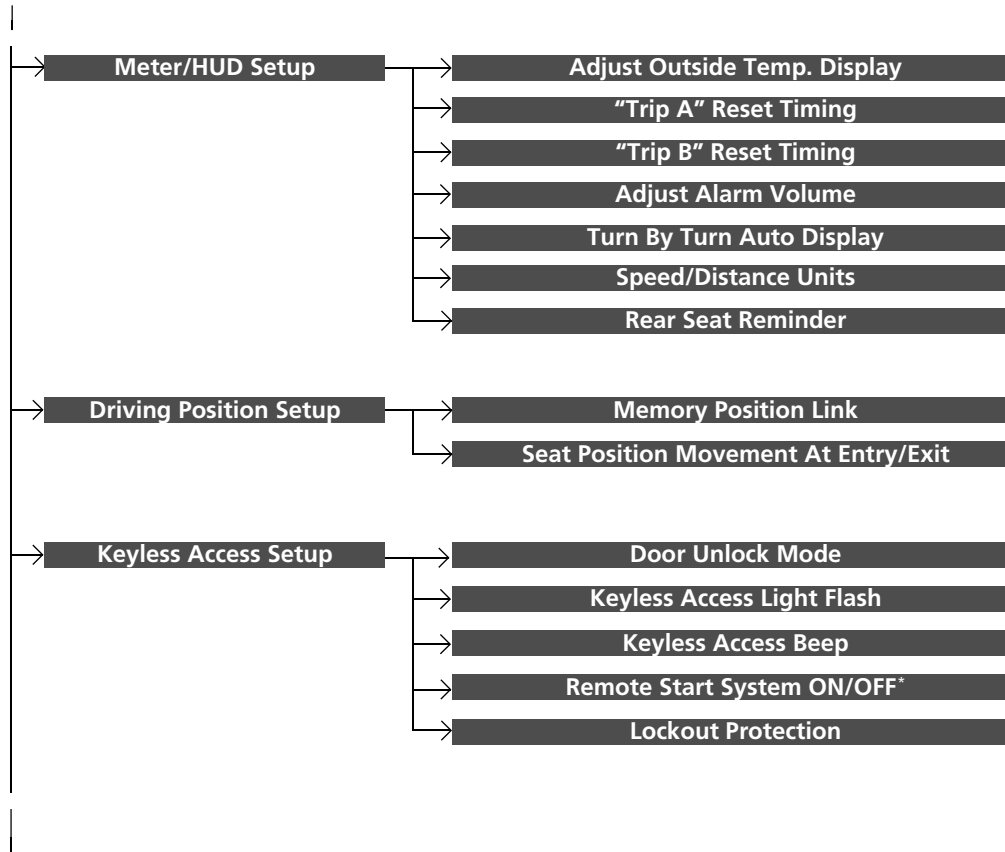 Meter/HUD Setup
Adjust Outside Temp. Display
“Trip A” Reset Timing
“Trip B” Reset Timing
Adjust Alarm Volume
Turn By Turn Auto Display
Speed/Distance Units
Rear Seat Reminder
Driving Position Setup
Memory Position Link
Seat Position Movement At Entry/Exit
Keyless Access Setup
Door Unlock Mode
Keyless Access Light Flash
Keyless Access Beep
Remote Start System ON/OFF*
Lockout Protection